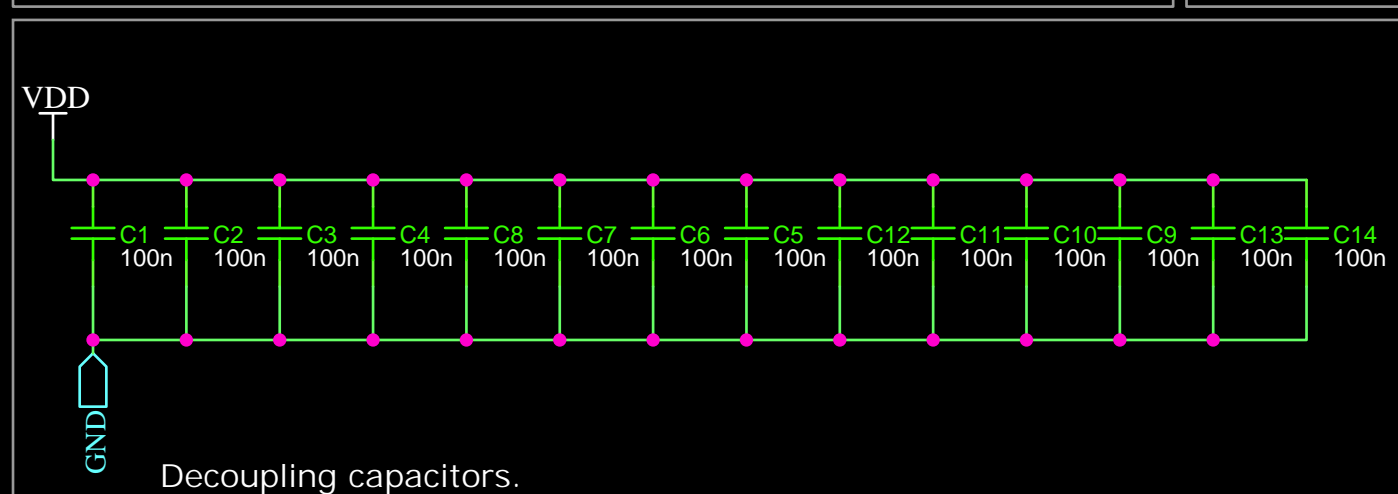 VDD
C1 C2 C3 C4 C8 C7 C6 C5 C12 C11 C10 C9 C13 C14
100n 100n 100n 100n 100n 100n 100n 100n 100n 100n 100n 100n 100n 100n
GND
Decoupling capacitors.